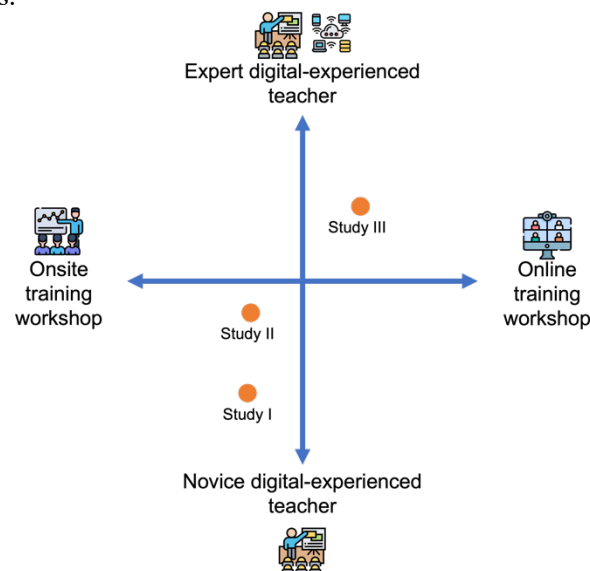 s.
Expert digital-experienced
teacher
Study III
Onsite
training
workshop
Online
training
workshop
Study II
Study I
Novice digital-experienced
teacher